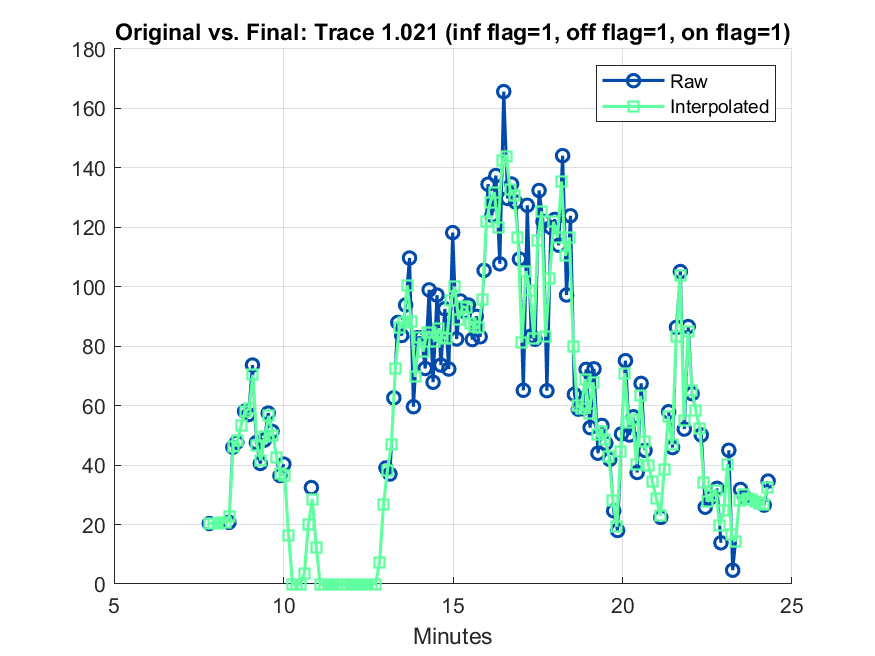 Original vs. Final: Trace 1.021 (inf flag=1, off flag=1, on flag=1)
Raw
Interpolated
180
160
140
120
100
80
60
40
20
0
5 10 15 20 25
Minutes